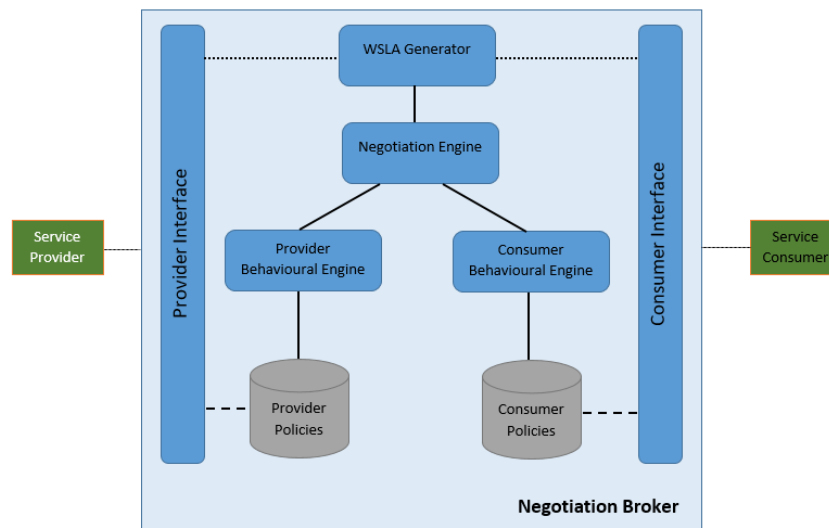 WSLA Generator
Negotiation Engine
Provider Interface
Consumer Interface
Service
Provider
Service
Consumer
Provider
Behavioural Engine
Consumer
Behavioural Engine
Provider
Policies
Consumer
Policies
Negotiation Broker